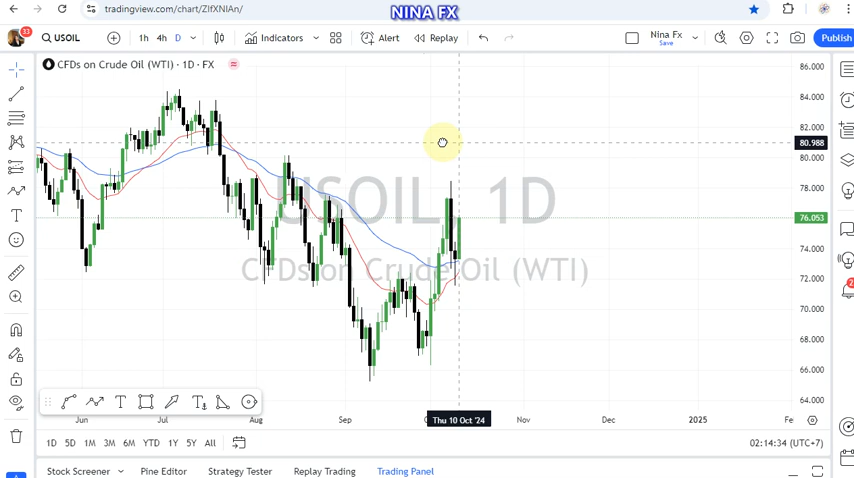 NINA FX
tradingview.com/chart/ZlfXNIAn/
33
USOIL
1h 4h D
Indicators
Alert
Replay
Nina Fx
Save
Publish
CFDs on Crude Oil (WTI) · 1D · FX
86.000
84.000
82.000
80.988
80.000
78.000
76.053
74.000
72.000
70.000
68.000
66.000
64.000
USOIL, 1D
CFDs on Crude Oil (WTI)
Jun Jul Aug Sep Thu 10 Oct '24 Nov Dec 2025
1D 5D 1M 3M 6M YTD 1Y 5Y All
02:14:34 (UTC+7)
Stock Screener Pine Editor Strategy Tester Replay Trading Trading Panel